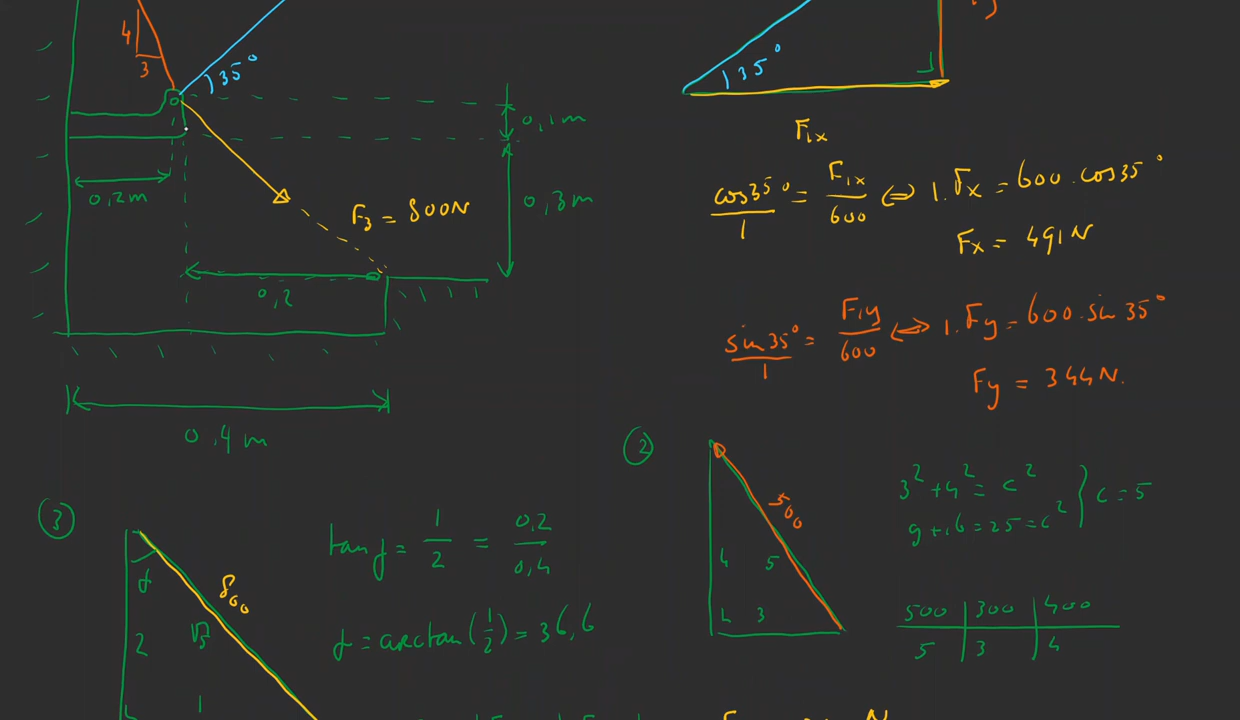 4
3
35°
0,1m
0,2m
0,3m
F₃ = 800N
0,2
0,4m
35°
F₁ₓ
cos35°/1 = F₁ₓ/600 ⇔ 1.Fₓ = 600.cos35°
Fₓ = 491N
sin35°/1 = F₁y/600 ⇔ 1.Fy = 600.sin35°
Fy = 344N.
②
500
4
5
3
3² + 4² = c²
9 + 16 = 25 = c²
c = 5
500 | 300 | 400
5 | 3 | 4
③
800
2
√5
1
tan γ = 1/2 = 0,2/0,4
γ = arctan(1/2) = 36,6